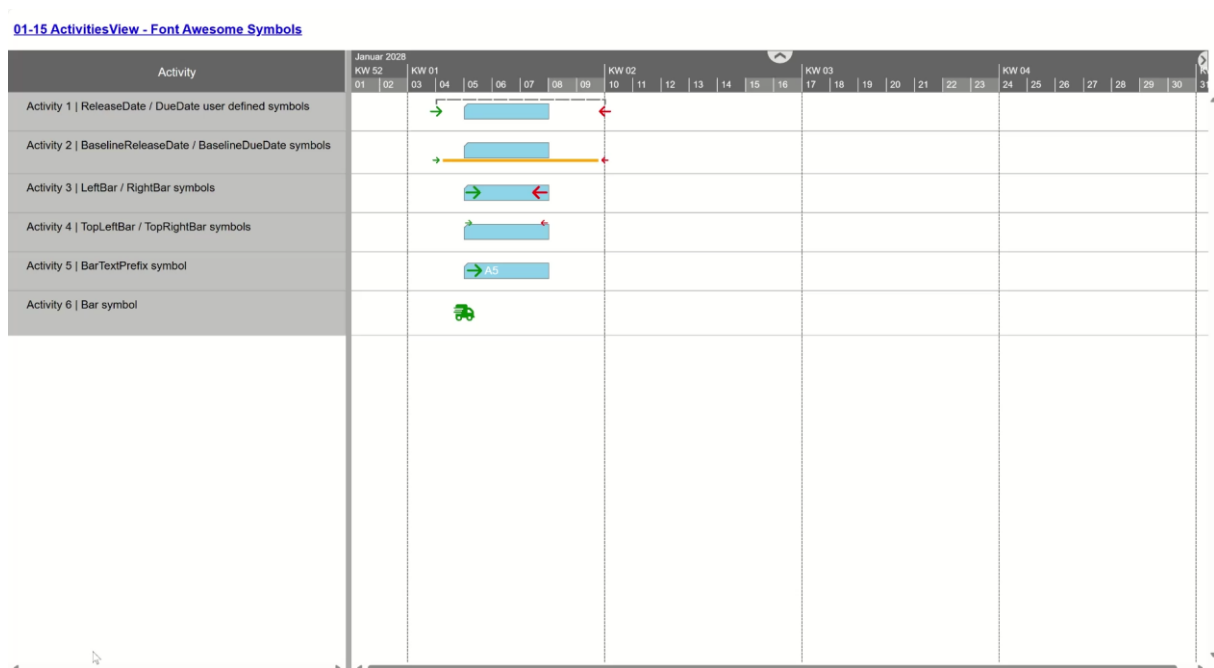 01-15 ActivitiesView - Font Awesome Symbols
Activity
Januar 2028
KW 52 KW 01 KW 02 KW 03 KW 04
01 02 03 04 05 06 07 08 09 10 11 12 13 14 15 16 17 18 19 20 21 22 23 24 25 26 27 28 29 30 31
Activity 1 | ReleaseDate / DueDate user defined symbols
Activity 2 | BaselineReleaseDate / BaselineDueDate symbols
Activity 3 | LeftBar / RightBar symbols
Activity 4 | TopLeftBar / TopRightBar symbols
Activity 5 | BarTextPrefix symbol
A5
Activity 6 | Bar symbol